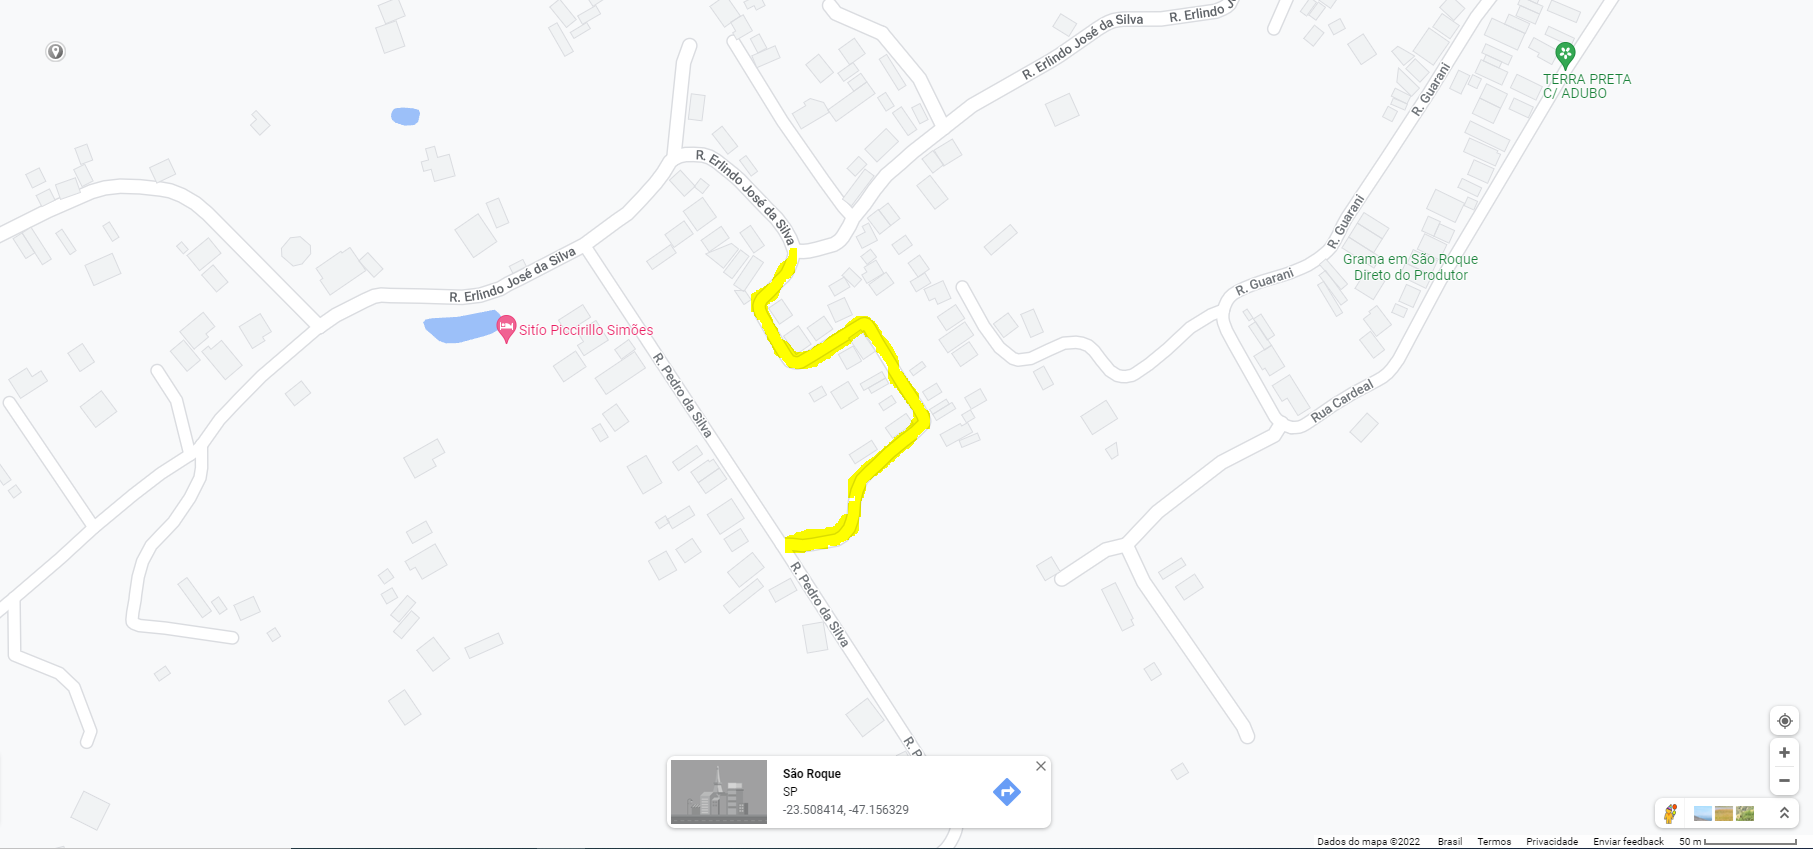 R. Erlindo José da Silva
R. Erlindo Jo
TERRA PRETA
C/ ADUBO
R. Guarani
R. Erlindo José da Silva
R. Guarani
R. Erlindo José da Silva
Grama em São Roque
Direto do Produtor
R. Guarani
Sitío Piccirillo Simões
R. Pedro da Silva
Rua Cardeal
R. Pedro da Silva
R. P
São Roque
SP
-23.508414, -47.156329
Dados do mapa ©2022 Brasil Termos Privacidade Enviar feedback 50 m